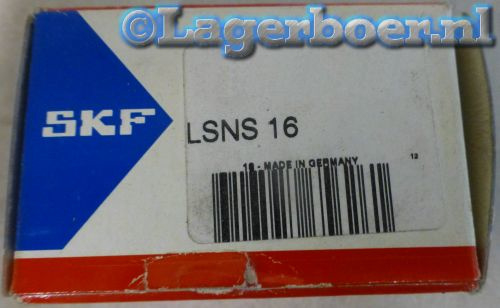 ©Lagerboer.nl
SKF
LSNS 16
16 - MADE IN GERMANY
12